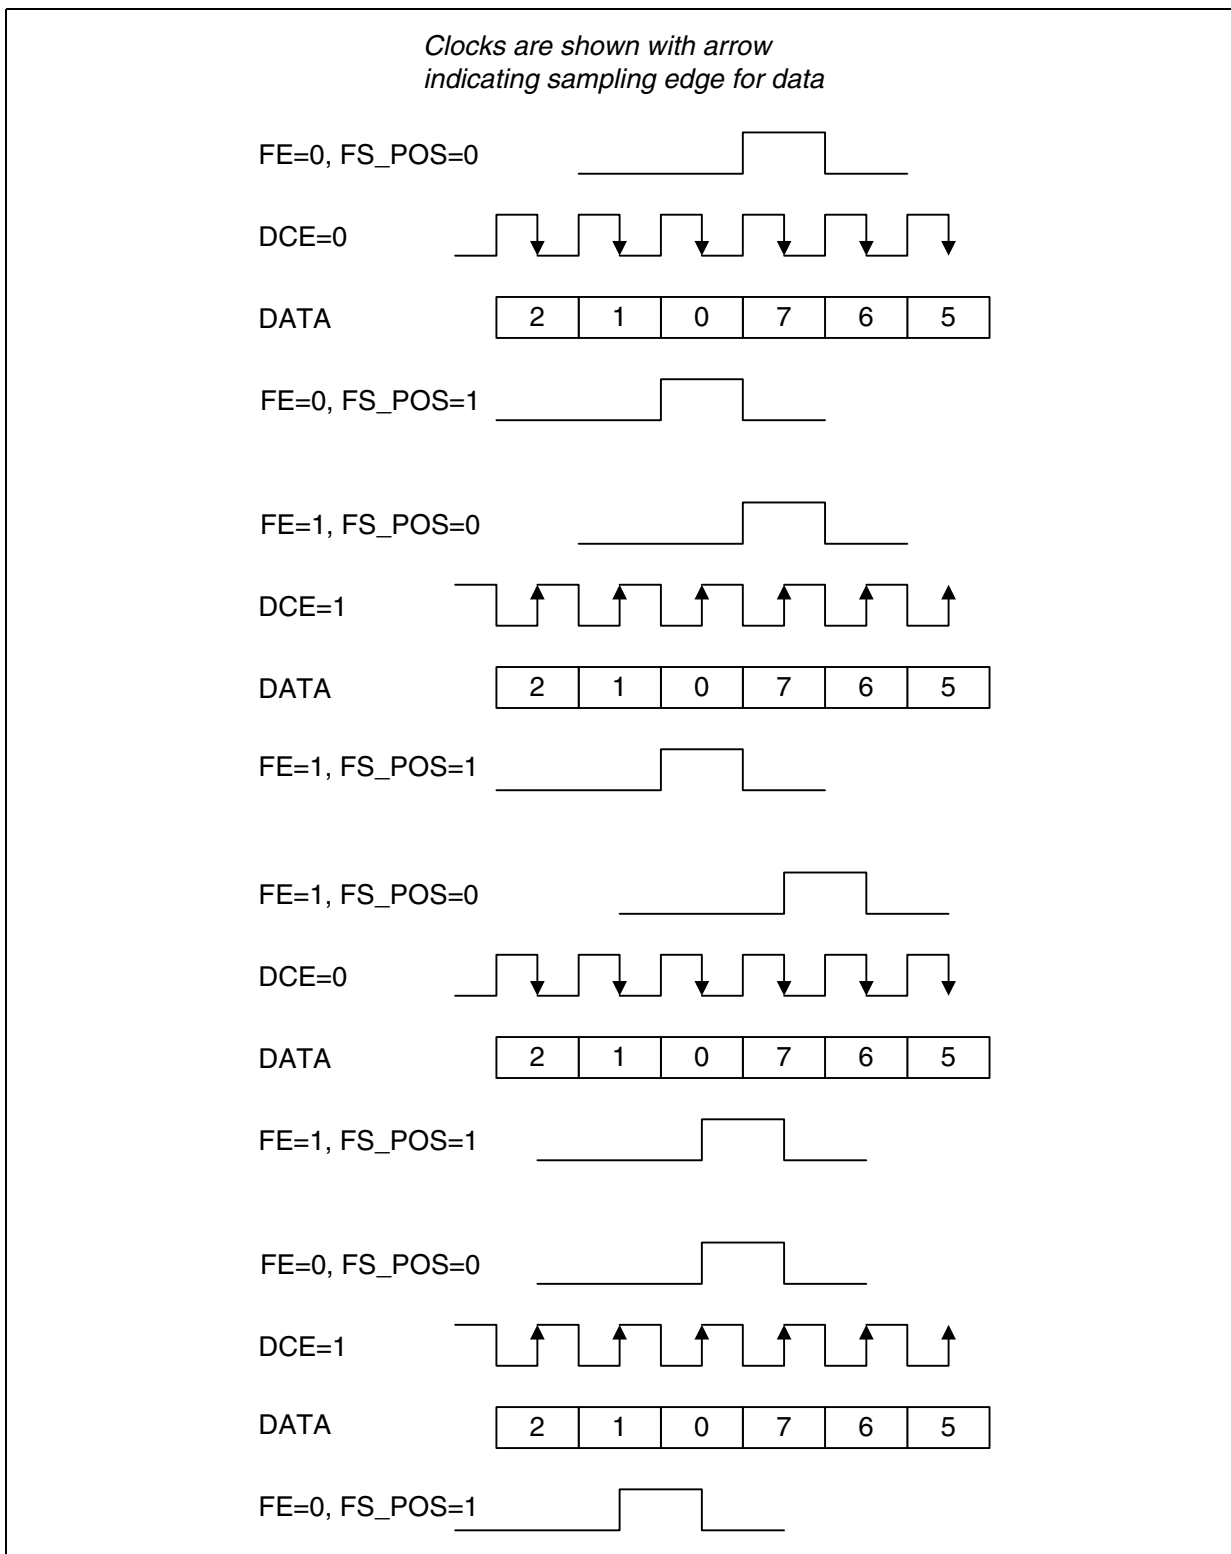 Clocks are shown with arrow
indicating sampling edge for data
FE=0, FS_POS=0
DCE=0
DATA 2 1 0 7 6 5
FE=0, FS_POS=1
FE=1, FS_POS=0
DCE=1
DATA 2 1 0 7 6 5
FE=1, FS_POS=1
FE=1, FS_POS=0
DCE=0
DATA 2 1 0 7 6 5
FE=1, FS_POS=1
FE=0, FS_POS=0
DCE=1
DATA 2 1 0 7 6 5
FE=0, FS_POS=1